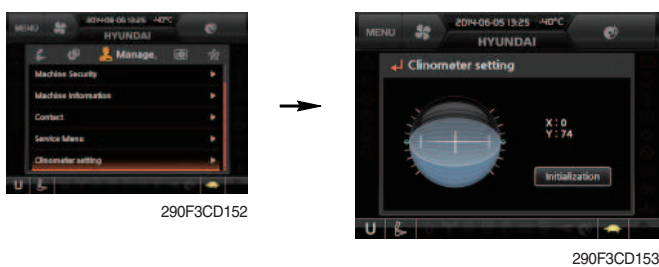 2014-06-05 13:25 -40°C
MENU
HYUNDAI
Manage.
Machine Security
Machine Information
Contact
Service Menu
Clinometer setting
U
290F3CD152
2014-06-05 13:25 -40°C
MENU
HYUNDAI
Clinometer setting
X : 0
Y : 74
Initialization
U
290F3CD153